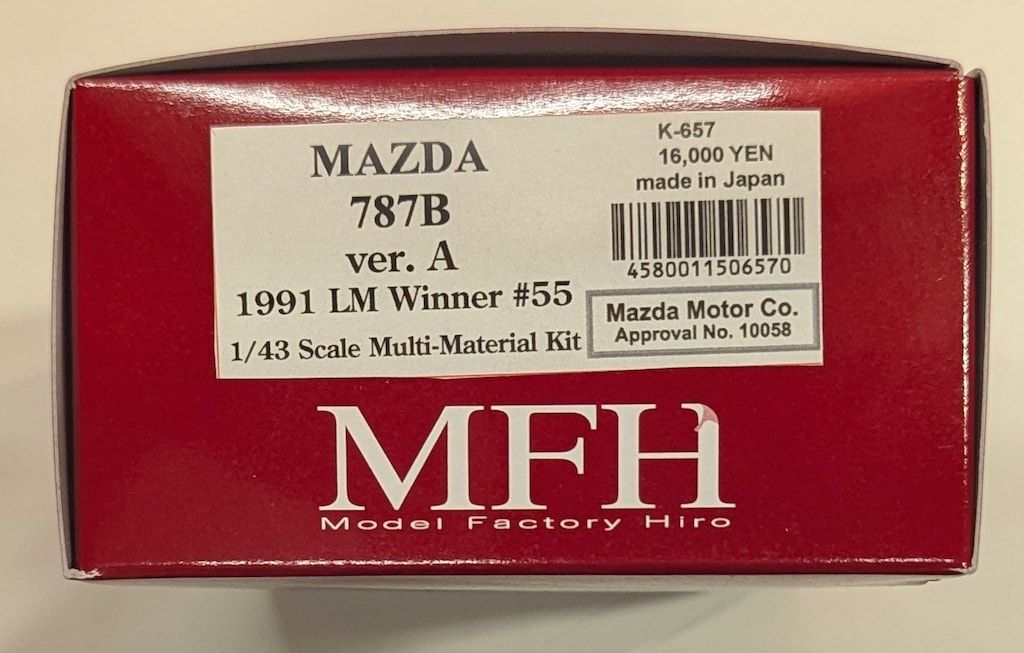 MAZDA
787B
ver. A
1991 LM Winner #55
1/43 Scale Multi-Material Kit
K-657
16,000 YEN
made in Japan
4580011506570
Mazda Motor Co.
Approval No. 10058
MFH
Model Factory Hiro